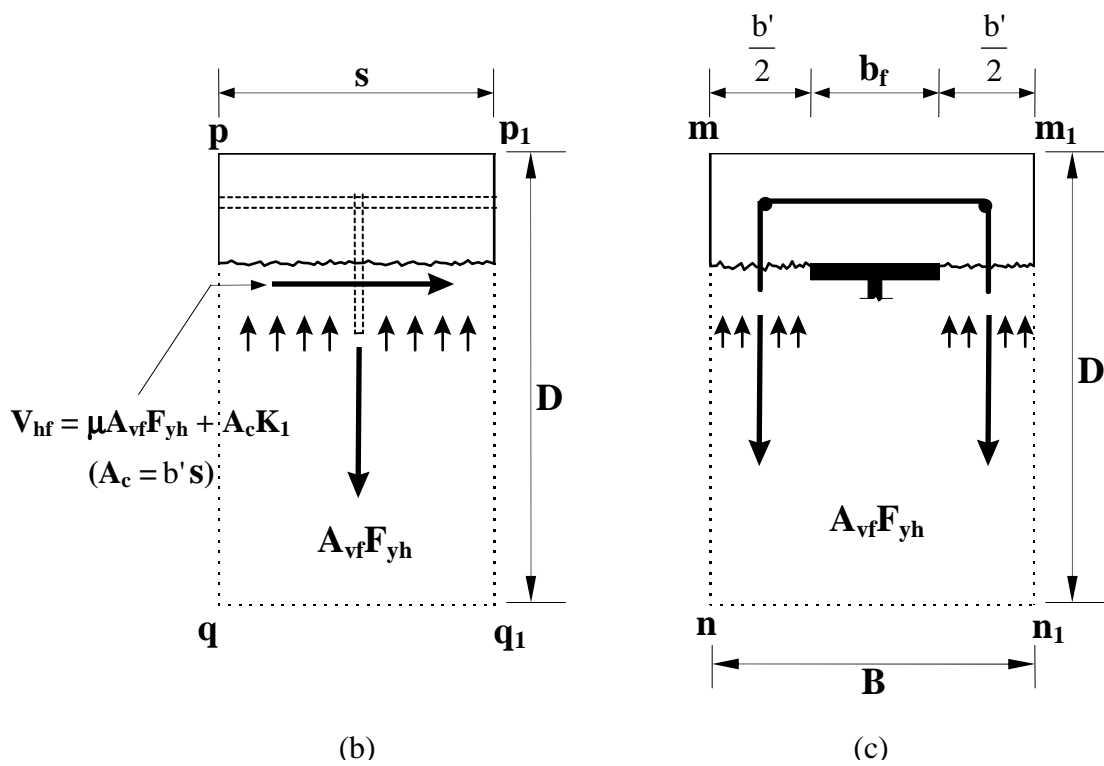 s
p
p1
D
Vhf = μAvfFyh + AcK1
(Ac = b's)
AvfFyh
q
q1
(b)
b'/2
bf
b'/2
m
m1
D
AvfFyh
n
n1
B
(c)